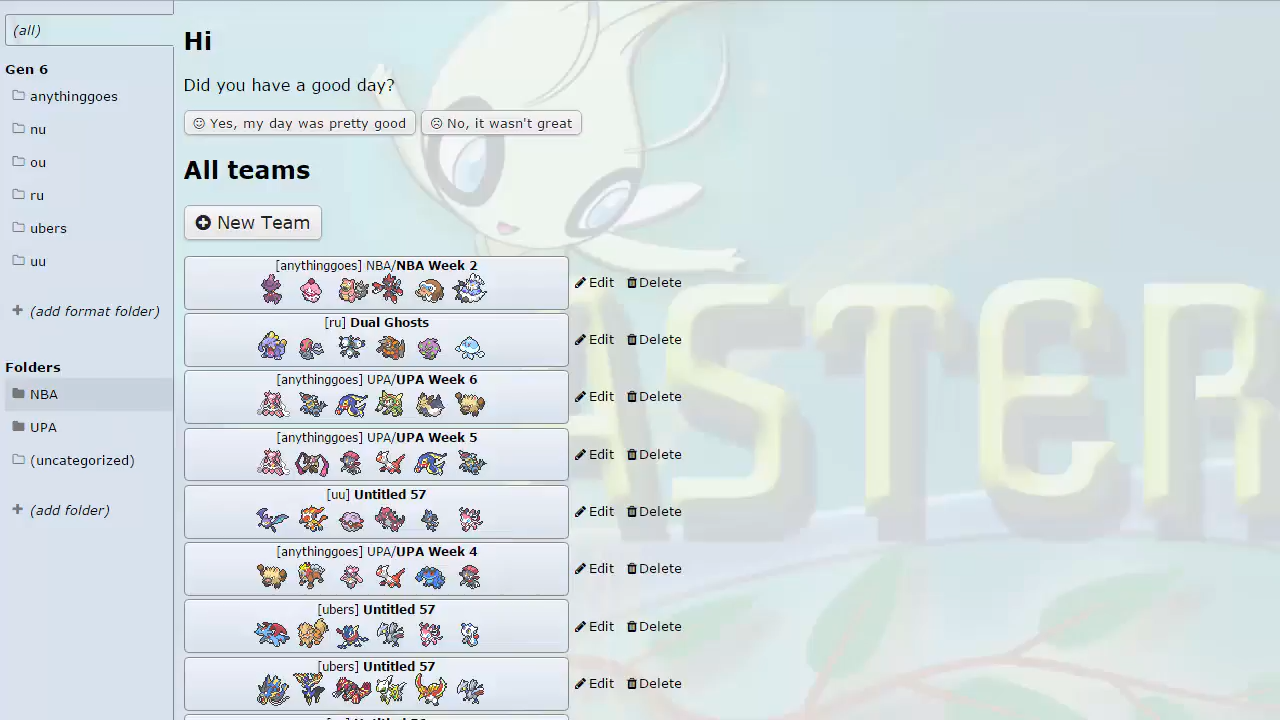 (all)
Gen 6
anythinggoes
nu
ou
ru
ubers
uu
(add format folder)
Folders
NBA
UPA
(uncategorized)
(add folder)
Hi
Did you have a good day?
Yes, my day was pretty good
No, it wasn't great
All teams
New Team
[anythinggoes] NBA/NBA Week 2
Edit Delete
[ru] Dual Ghosts
Edit Delete
[anythinggoes] UPA/UPA Week 6
Edit Delete
[anythinggoes] UPA/UPA Week 5
Edit Delete
[uu] Untitled 57
Edit Delete
[anythinggoes] UPA/UPA Week 4
Edit Delete
[ubers] Untitled 57
Edit Delete
[ubers] Untitled 57
Edit Delete
ASTER